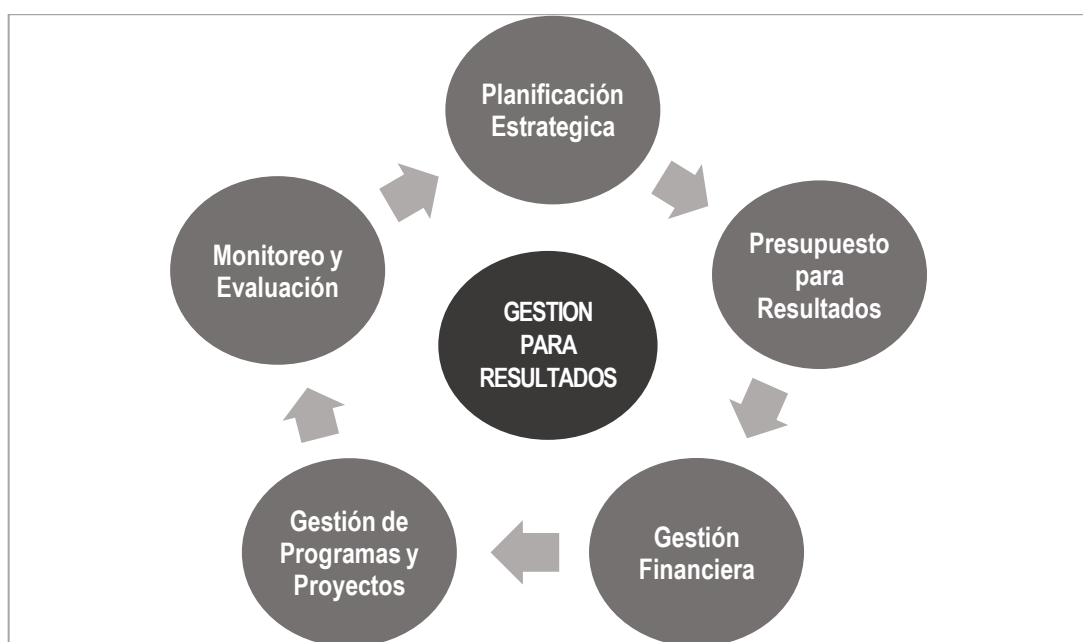 Planificación
Estrategica
Presupuesto
para
Resultados
Gestión
Financiera
Gestión de
Programas y
Proyectos
Monitoreo y
Evaluación
GESTION
PARA
RESULTADOS